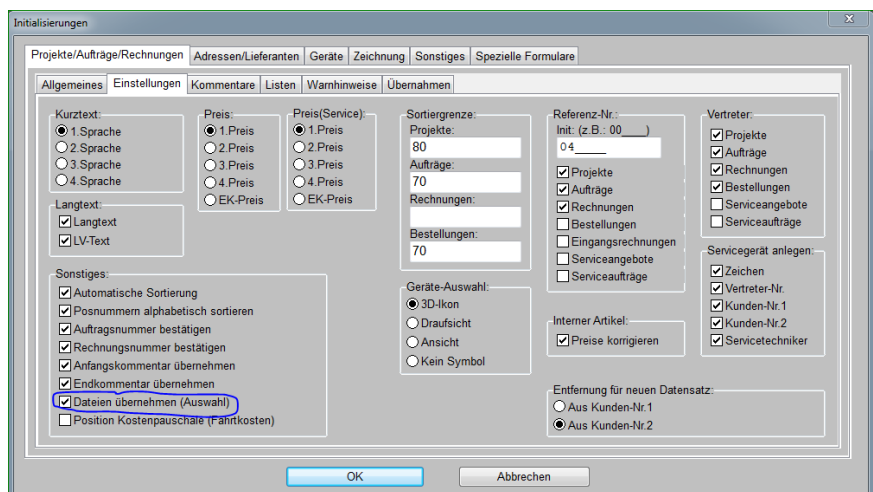 Initialisierungen
X
Projekte/Aufträge/Rechnungen Adressen/Lieferanten Geräte Zeichnung Sonstiges Spezielle Formulare
Allgemeines Einstellungen Kommentare Listen Warnhinweise Übernahmen
Kurztext:
1.Sprache
2.Sprache
3.Sprache
4.Sprache
Langtext:
Langtext
LV-Text
Preis:
1.Preis
2.Preis
3.Preis
4.Preis
EK-Preis
Preis(Service):
1.Preis
2.Preis
3.Preis
4.Preis
EK-Preis
Sonstiges:
Automatische Sortierung
Posnummern alphabetisch sortieren
Auftragsnummer bestätigen
Rechnungsnummer bestätigen
Anfangskommentar übernehmen
Endkommentar übernehmen
Dateien übernehmen (Auswahl)
Position Kostenpauschale (Fahrtkosten)
Sortiergrenze:
Projekte:
80
Aufträge:
70
Rechnungen:
Bestellungen:
70
Geräte-Auswahl:
3D-Ikon
Draufsicht
Ansicht
Kein Symbol
Referenz-Nr.:
Init: (z.B.: 00____)
04_____
Projekte
Aufträge
Rechnungen
Bestellungen
Eingangsrechnungen
Serviceangebote
Serviceaufträge
Interner Artikel:
Preise korrigieren
Vertreter:
Projekte
Aufträge
Rechnungen
Bestellungen
Serviceangebote
Serviceaufträge
Servicegerät anlegen:
Zeichen
Vertreter-Nr.
Kunden-Nr.1
Kunden-Nr.2
Servicetechniker
Entfernung für neuen Datensatz:
Aus Kunden-Nr.1
Aus Kunden-Nr.2
OK Abbrechen